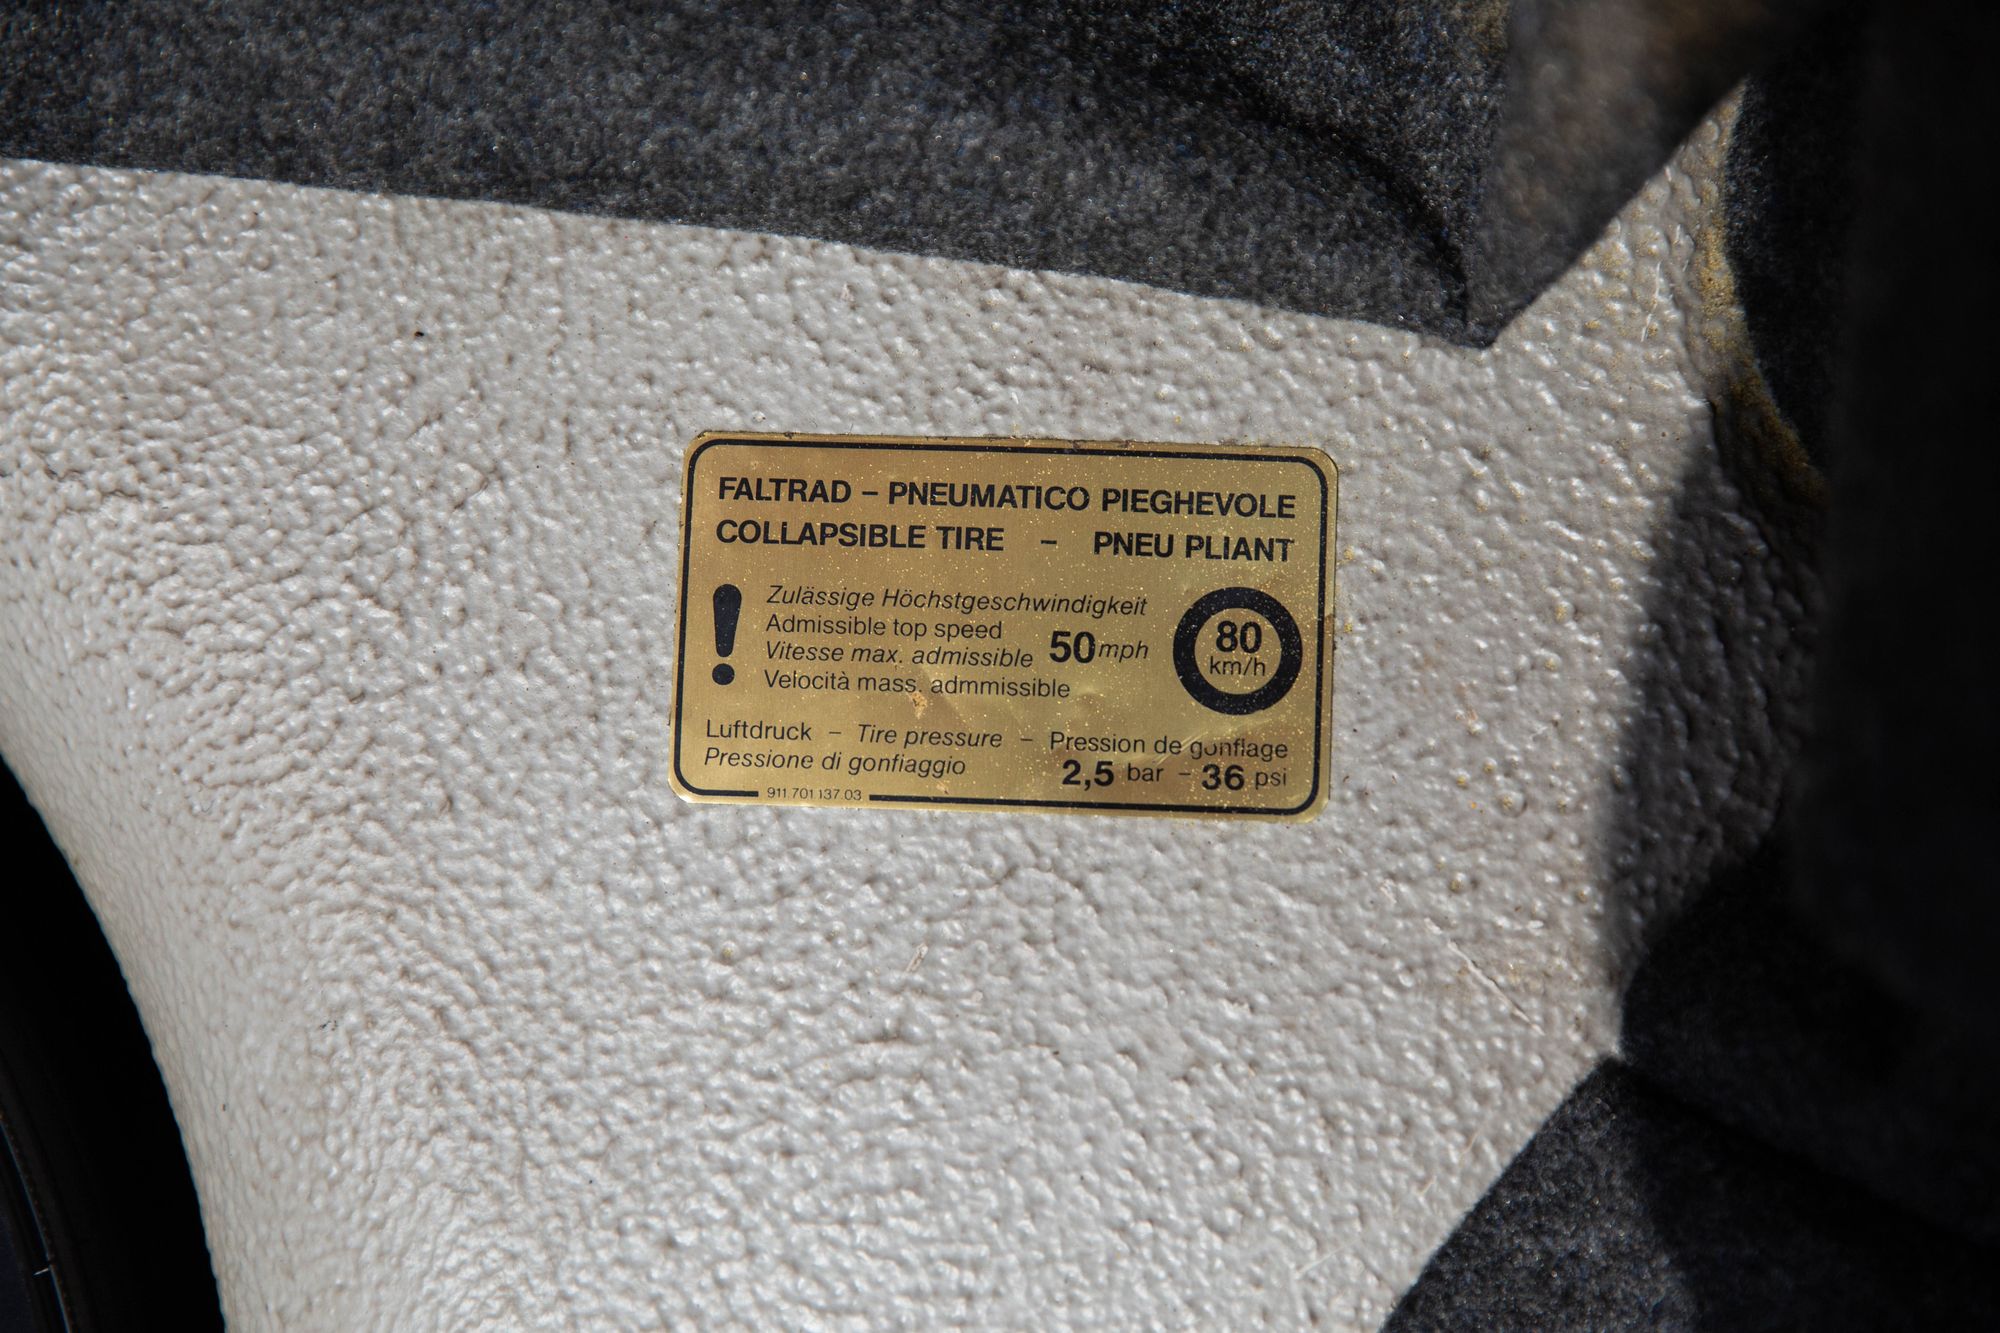 FALTRAD – PNEUMATICO PIEGHEVOLE
COLLAPSIBLE TIRE – PNEU PLIANT
Zulässige Höchstgeschwindigkeit
Admissible top speed
Vitesse max. admissible 50 mph
Velocità mass. admmissible
80
km/h
Luftdruck – Tire pressure – Pression de gonflage
Pressione di gonfiaggio 2,5 bar – 36 psi
911.701.137.03